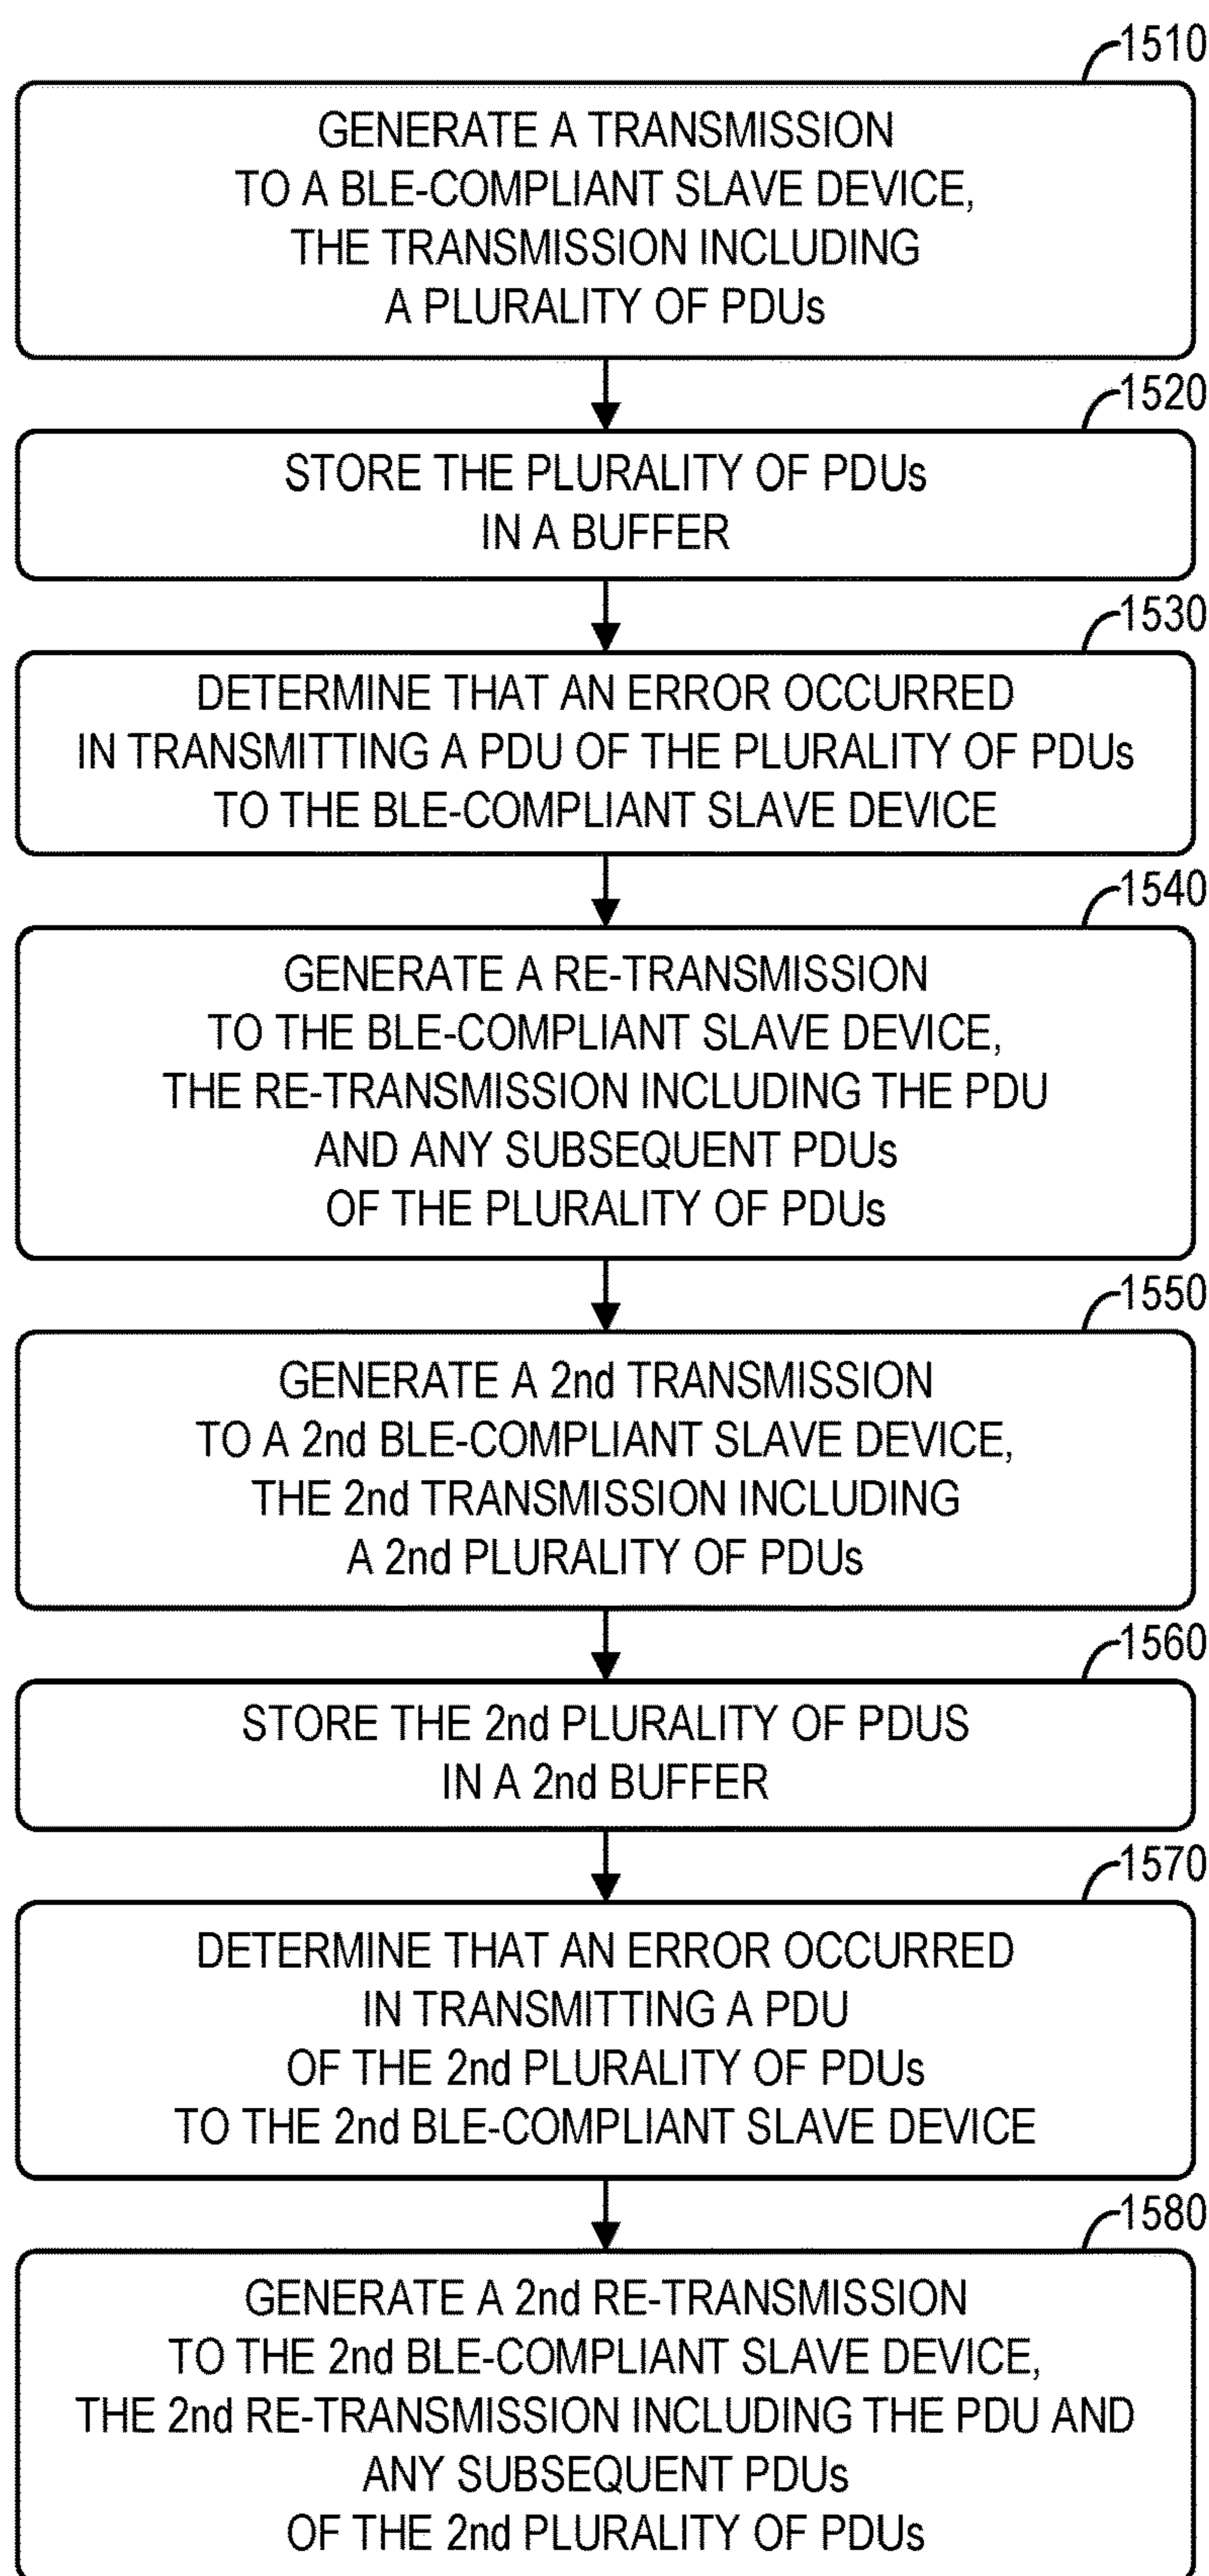 1510
GENERATE A TRANSMISSION
TO A BLE-COMPLIANT SLAVE DEVICE,
THE TRANSMISSION INCLUDING
A PLURALITY OF PDUs
1520
STORE THE PLURALITY OF PDUs
IN A BUFFER
1530
DETERMINE THAT AN ERROR OCCURRED
IN TRANSMITTING A PDU OF THE PLURALITY OF PDUs
TO THE BLE-COMPLIANT SLAVE DEVICE
1540
GENERATE A RE-TRANSMISSION
TO THE BLE-COMPLIANT SLAVE DEVICE,
THE RE-TRANSMISSION INCLUDING THE PDU
AND ANY SUBSEQUENT PDUs
OF THE PLURALITY OF PDUs
1550
GENERATE A 2nd TRANSMISSION
TO A 2nd BLE-COMPLIANT SLAVE DEVICE,
THE 2nd TRANSMISSION INCLUDING
A 2nd PLURALITY OF PDUs
1560
STORE THE 2nd PLURALITY OF PDUS
IN A 2nd BUFFER
1570
DETERMINE THAT AN ERROR OCCURRED
IN TRANSMITTING A PDU
OF THE 2nd PLURALITY OF PDUs
TO THE 2nd BLE-COMPLIANT SLAVE DEVICE
1580
GENERATE A 2nd RE-TRANSMISSION
TO THE 2nd BLE-COMPLIANT SLAVE DEVICE,
THE 2nd RE-TRANSMISSION INCLUDING THE PDU AND
ANY SUBSEQUENT PDUs
OF THE 2nd PLURALITY OF PDUs